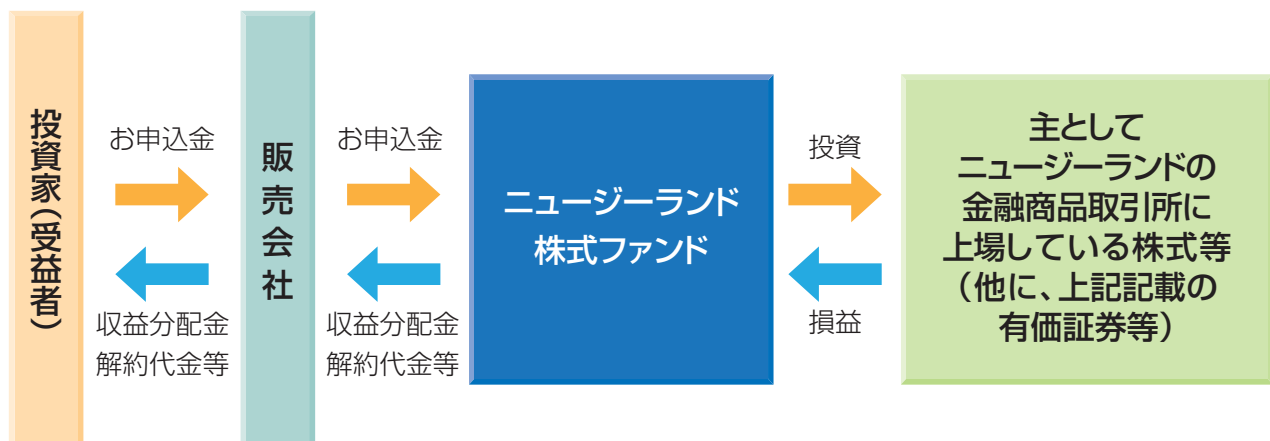 投資家(受益者)
お申込金
収益分配金
解約代金等
販売会社
お申込金
収益分配金
解約代金等
ニュージーランド
株式ファンド
投資
損益
主として
ニュージーランドの
金融商品取引所に
上場している株式等
(他に、上記記載の
有価証券等)